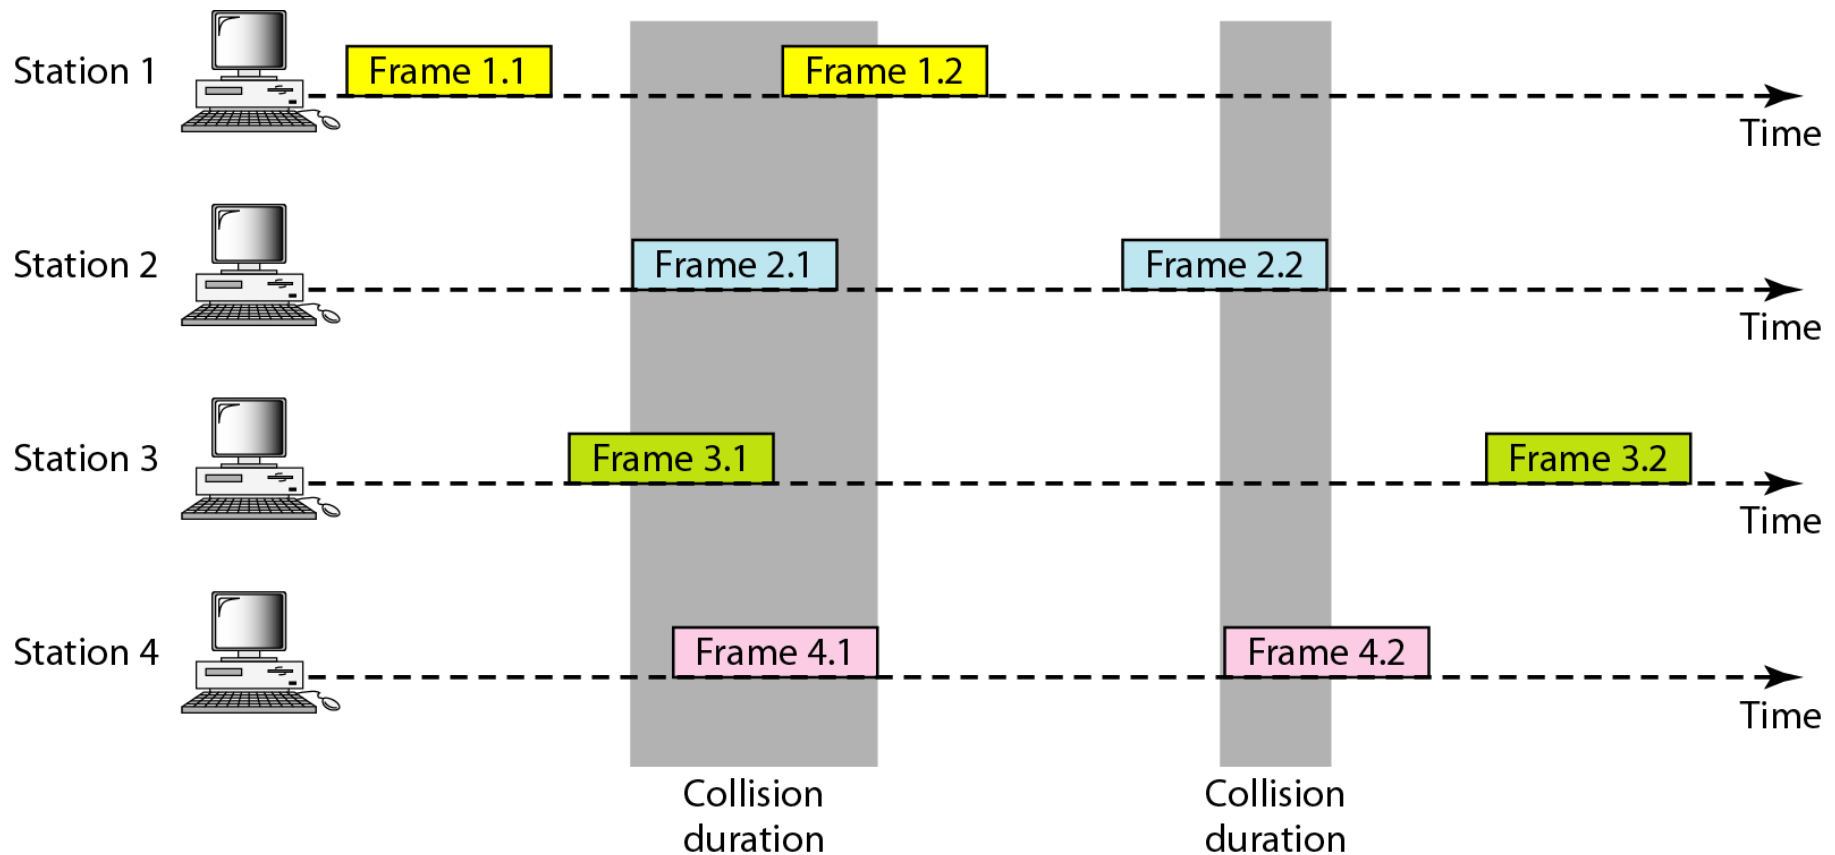 Station 1
Frame 1.1
Frame 1.2
Time
Station 2
Frame 2.1
Frame 2.2
Time
Station 3
Frame 3.1
Frame 3.2
Time
Station 4
Frame 4.1
Frame 4.2
Time
Collision
duration
Collision
duration